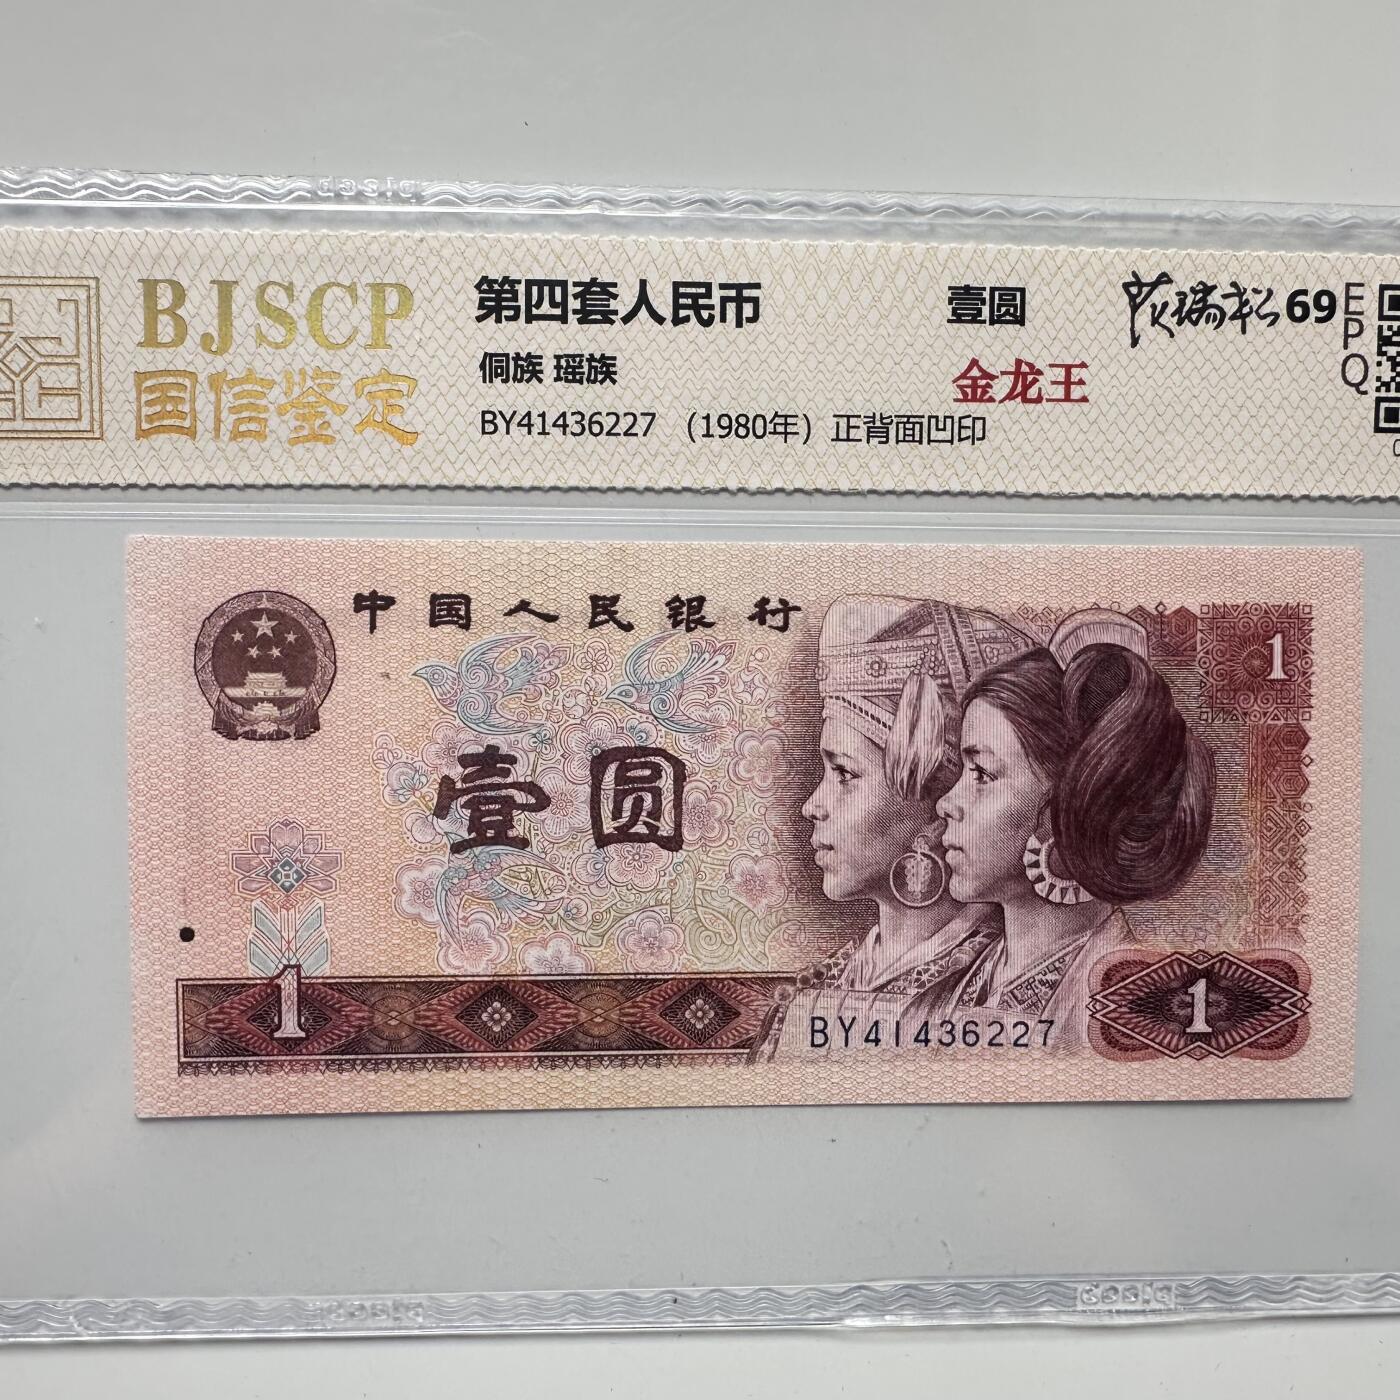 BJSCP
国信鉴定
第四套人民币
壹圆
69
EPQ
侗族 瑶族
金龙王
BY41436227 (1980年) 正背面凹印
中国人民银行
1
壹圆
1
BY41436227
1